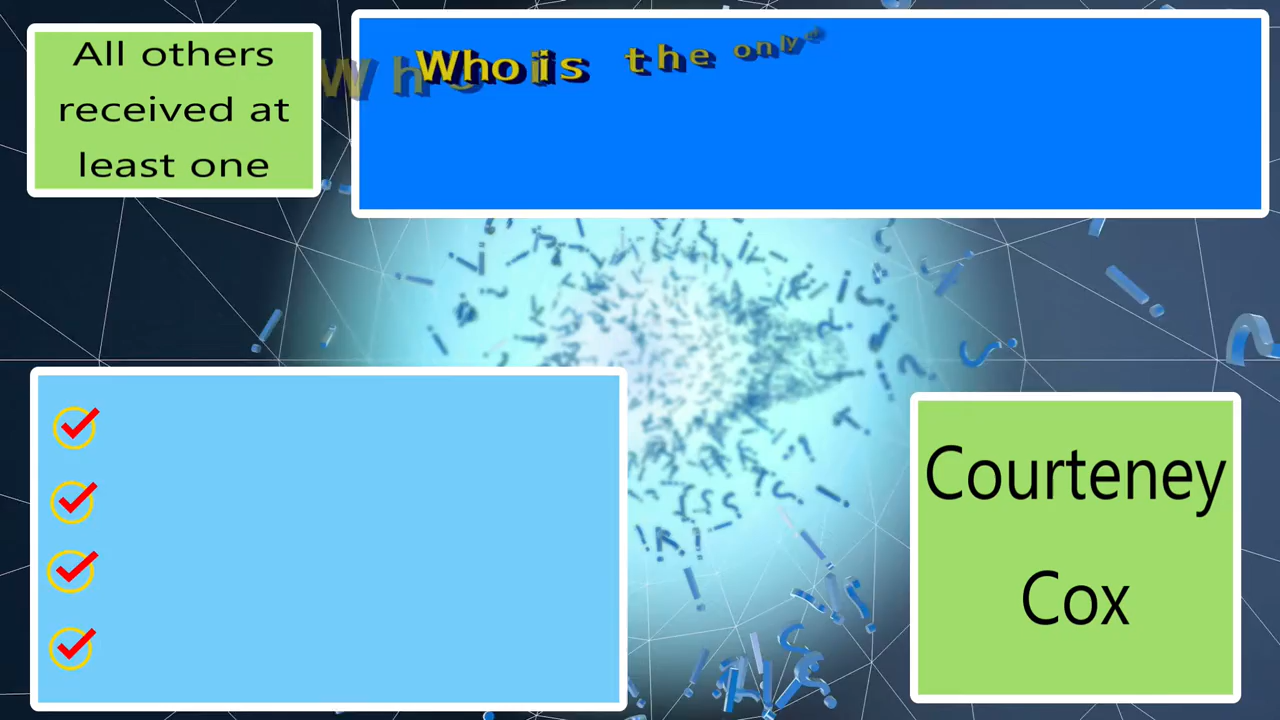 All others
received at
least one
Who is the only
Courteney
Cox